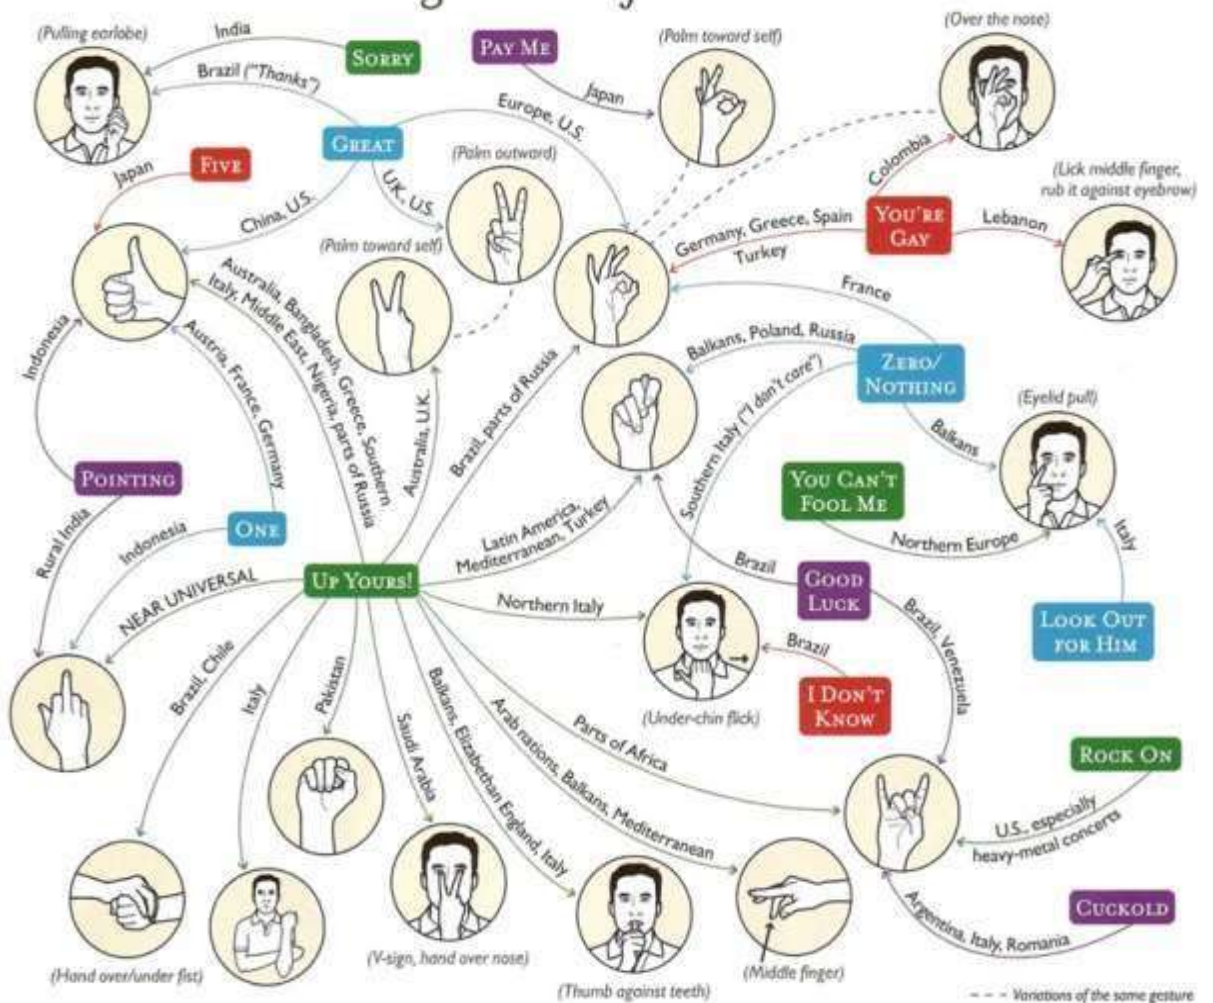 (Pulling earlobe)
India
SORRY
PAY ME
(Palm toward self)
(Over the nose)
Brazil ("Thanks")
Japan
Europe, U.S.
GREAT
(Palm outward)
Colombia
(Lick middle finger,
rub it against eyebrow)
Japan
FIVE
U.K., U.S.
China, U.S.
YOU'RE
GAY
Lebanon
Germany, Greece, Spain
Turkey
(Palm toward self)
Australia, Bangladesh, Greece, Southern
Italy, Middle East, Nigeria, parts of Russia
France
Indonesia
Austria, France, Germany
Balkans, Poland, Russia
ZERO/
NOTHING
Brazil, parts of Russia
Southern Italy ("I don't care")
(Eyelid pull)
Australia, U.K.
Balkans
POINTING
YOU CAN'T
FOOL ME
Rural India
Indonesia
ONE
Latin America,
Mediterranean, Turkey
Northern Europe
Italy
NEAR UNIVERSAL
UP YOURS!
Brazil
GOOD
LUCK
Northern Italy
Brazil, Venezuela
LOOK OUT
FOR HIM
Brazil
I DON'T
KNOW
(Under-chin flick)
Brazil, Chile
Italy
Pakistan
Saudi Arabia
Balkans, Elizabethan England, Italy
Arab nations, Balkans, Mediterranean
Parts of Africa
ROCK ON
U.S., especially
heavy-metal concerts
CUCKOLD
Argentina, Italy, Romania
(Hand over/under fist)
(V-sign, hand over nose)
(Thumb against teeth)
(Middle finger)
Variations of the same gesture